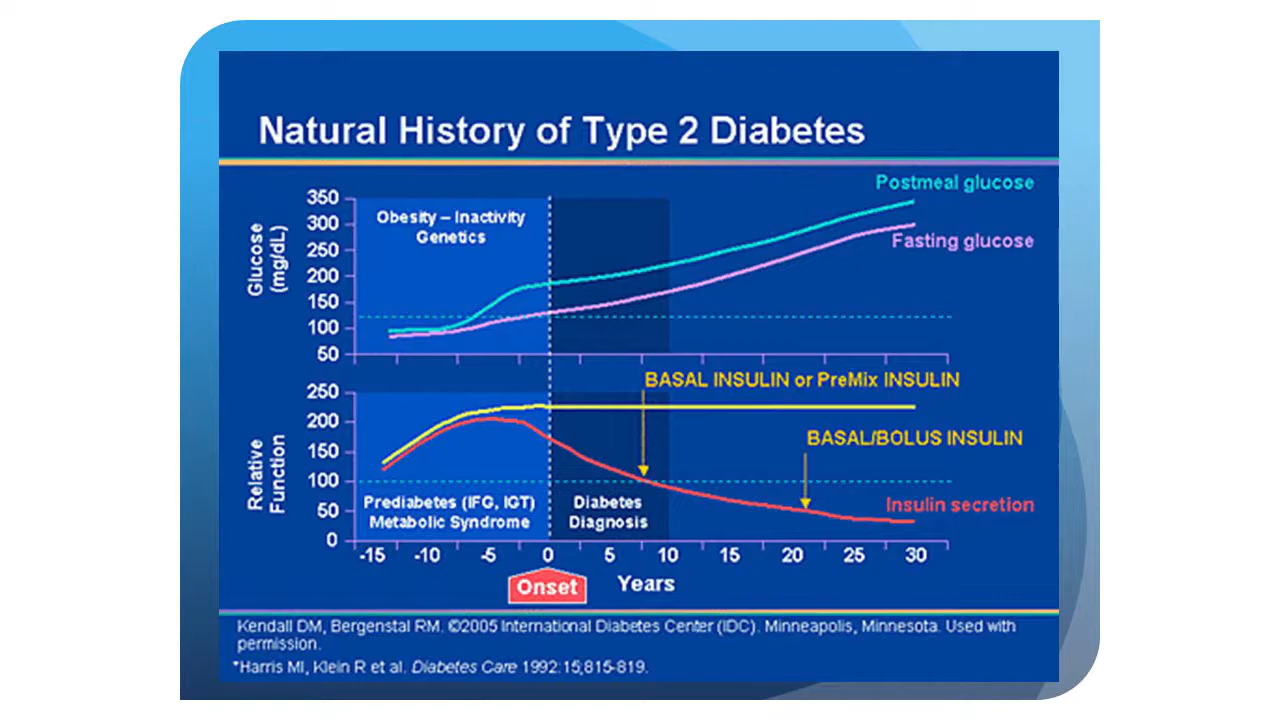 Natural History of Type 2 Diabetes
Postmeal glucose
Fasting glucose
Glucose
(mg/dL)
350
300
250
200
150
100
50
Obesity – Inactivity
Genetics
BASAL INSULIN or PreMix INSULIN
BASAL/BOLUS INSULIN
Insulin secretion
Relative
Function
250
200
150
100
50
0
Prediabetes (IFG, IGT)
Metabolic Syndrome
Diabetes
Diagnosis
-15 -10 -5 0 5 10 15 20 25 30
Onset
Years
Kendall DM, Bergenstal RM. ©2005 International Diabetes Center (IDC). Minneapolis, Minnesota. Used with
permission.
*Harris MI, Klein R et al. Diabetes Care 1992:15,815-819.